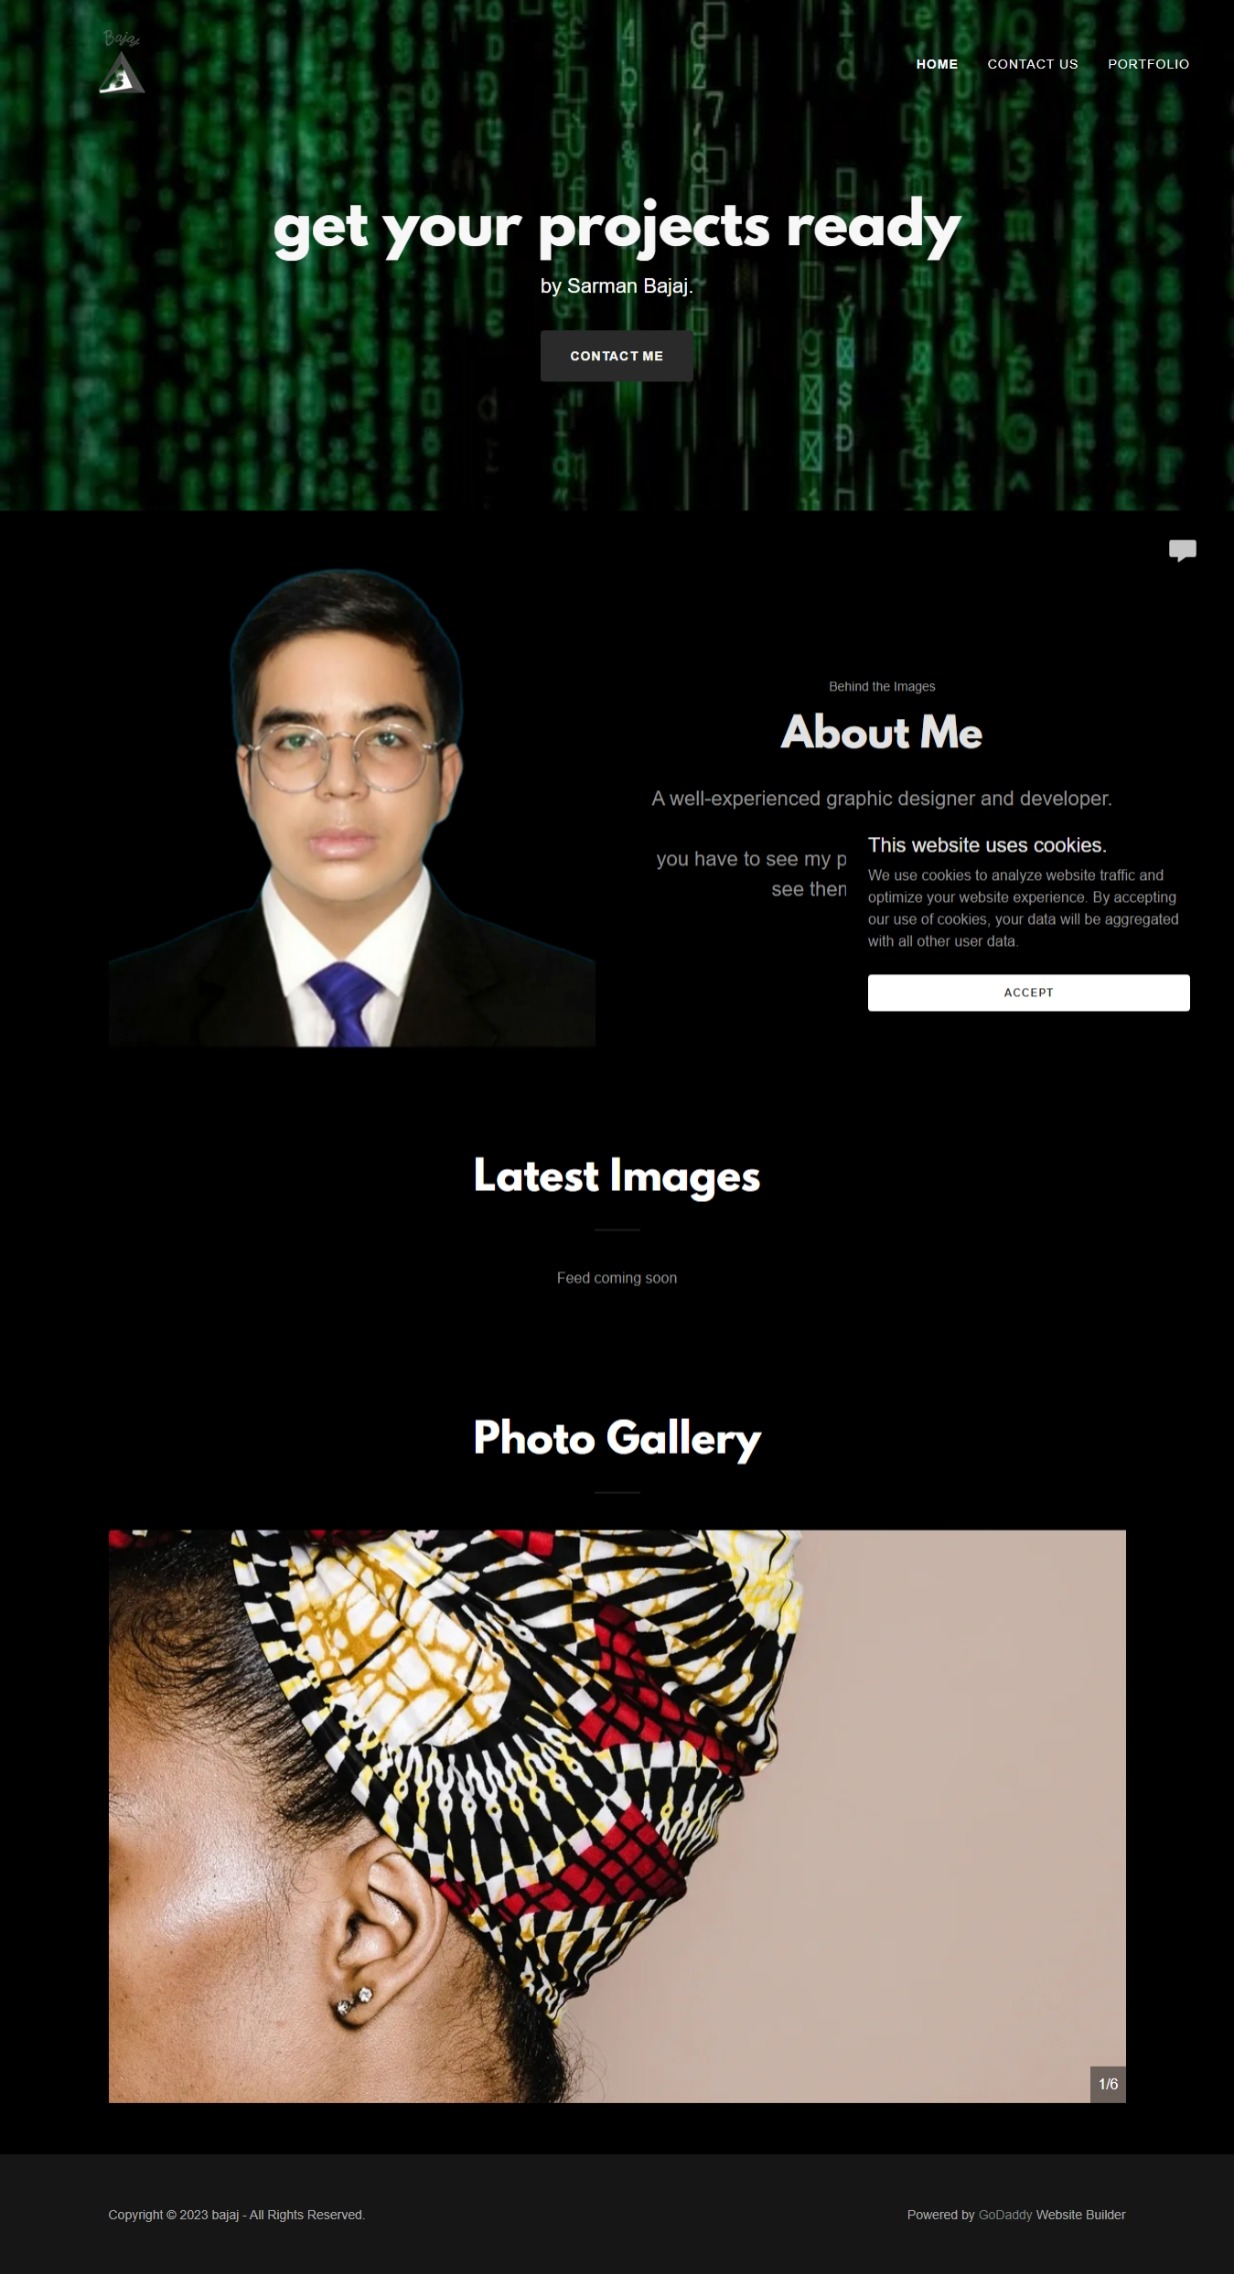 Bajaj
B
HOME CONTACT US PORTFOLIO
get your projects ready
by Sarman Bajaj.
CONTACT ME
Behind the Images
About Me
A well-experienced graphic designer and developer.
you have to see my
see
This website uses cookies.
We use cookies to analyze website traffic and
optimize your website experience. By accepting
our use of cookies, your data will be aggregated
with all other user data.
ACCEPT
Latest Images
Feed coming soon
Photo Gallery
1/6
Copyright © 2023 bajaj - All Rights Reserved.
Powered by GoDaddy Website Builder